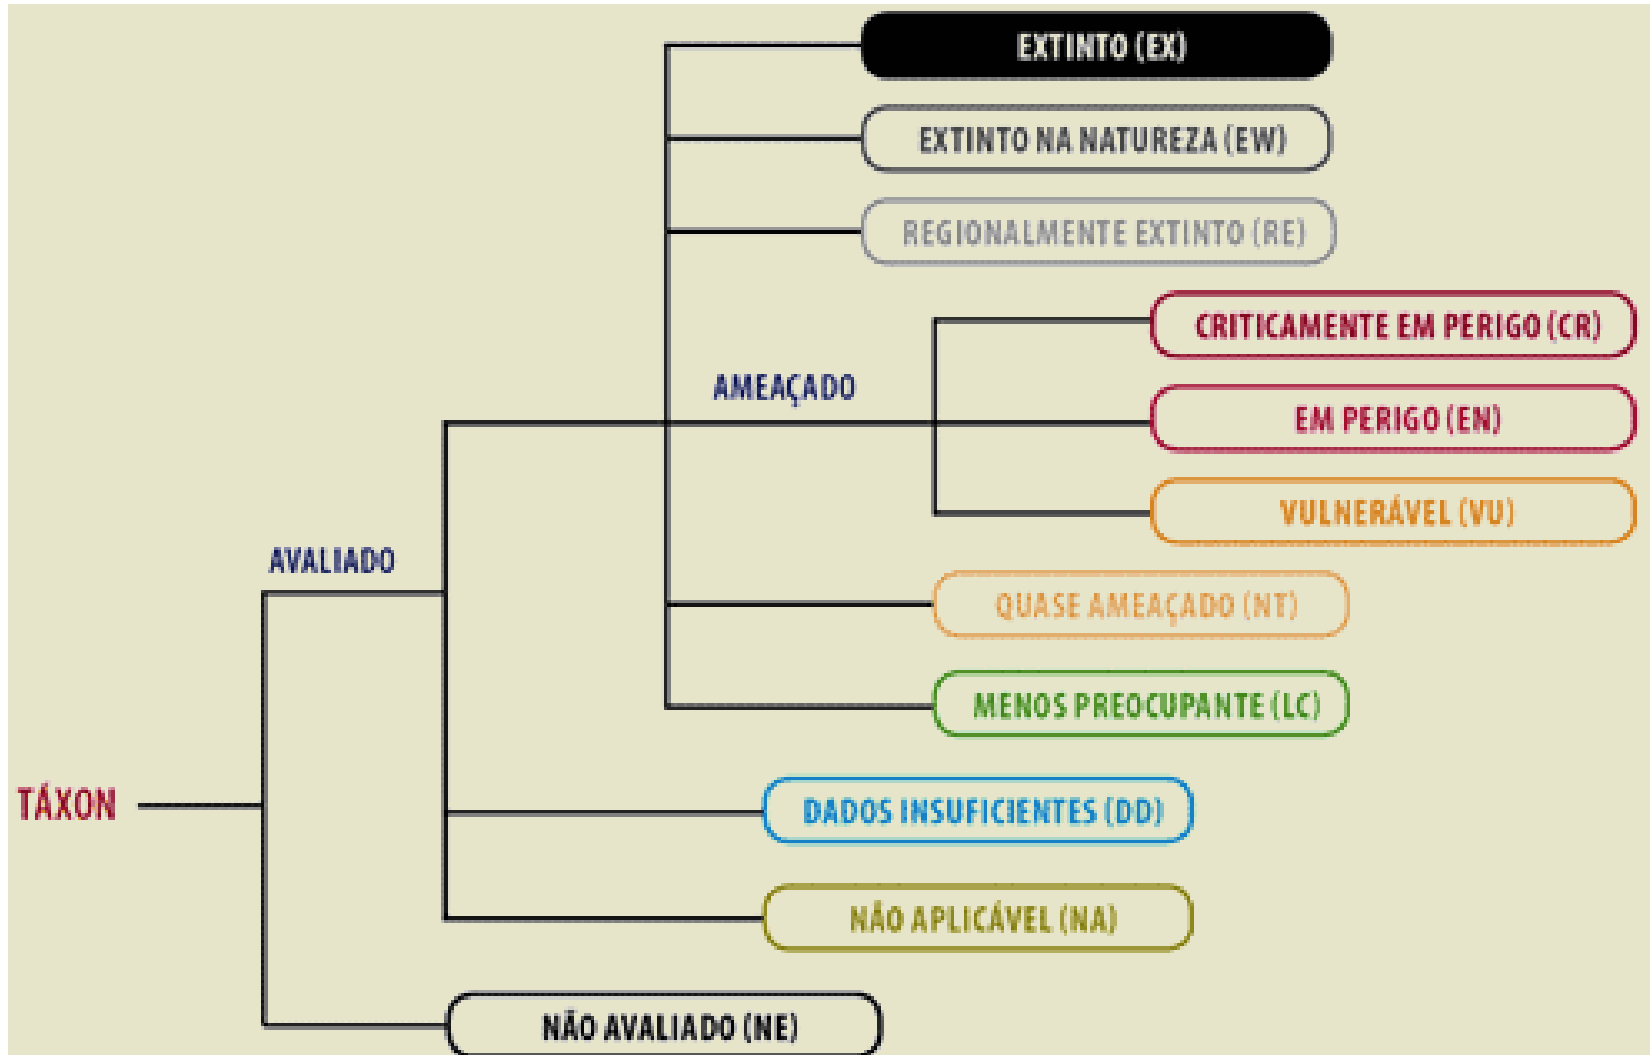 EXTINTO (EX)
EXTINTO NA NATUREZA (EW)
REGIONALMENTE EXTINTO (RE)
CRITICAMENTE EM PERIGO (CR)
AMEAÇADO
EM PERIGO (EN)
VULNERÁVEL (VU)
AVALIADO
QUASE AMEAÇADO (NT)
MENOS PREOCUPANTE (LC)
TÁXON
DADOS INSUFICIENTES (DD)
NÃO APLICÁVEL (NA)
NÃO AVALIADO (NE)